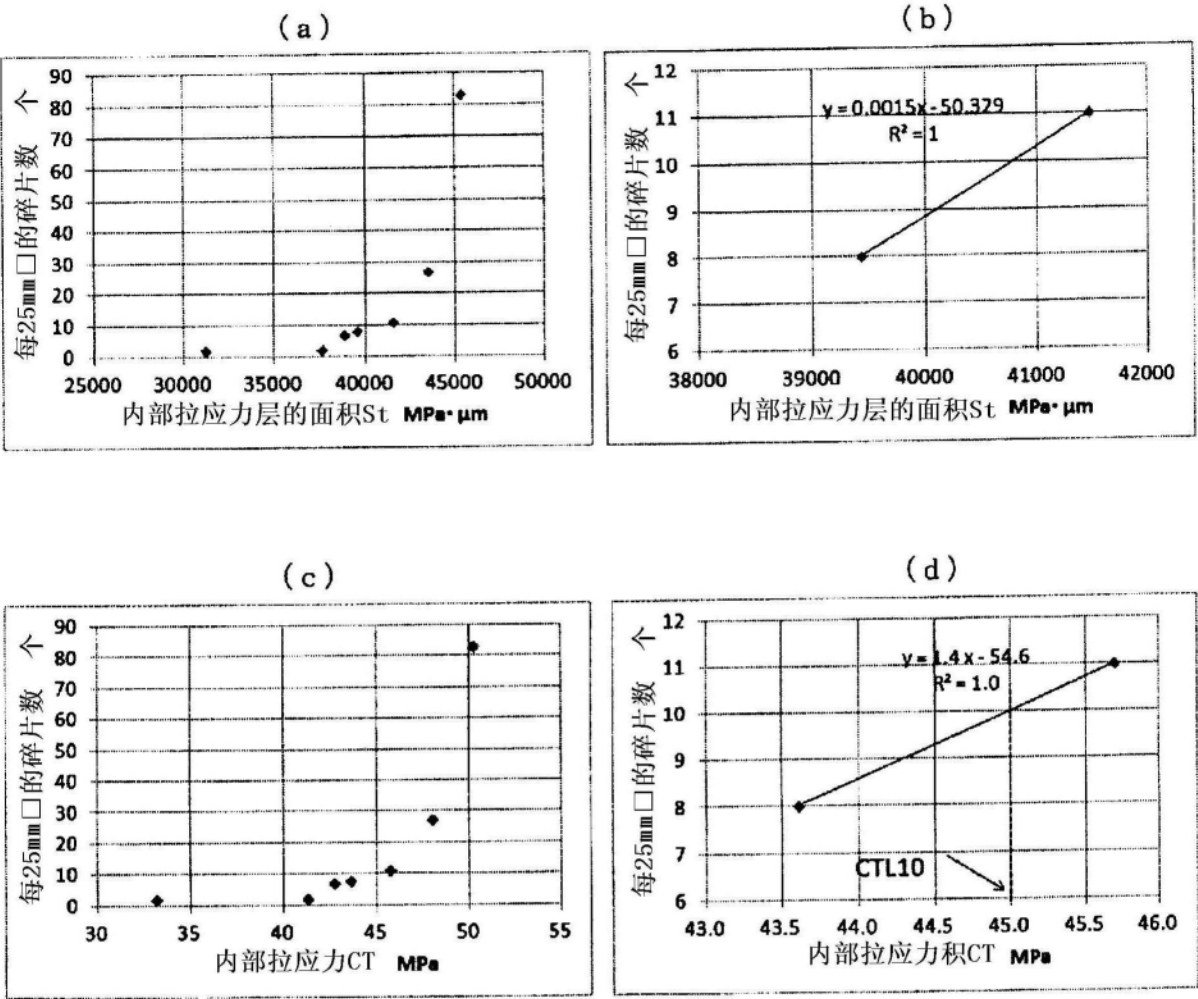 (a)
每25mm□的碎片数 个
90
80
70
60
50
40
30
20
10
0
25000 30000 35000 40000 45000 50000
内部拉应力层的面积St MPa·μm
(b)
每25mm□的碎片数 个
12
11
10
9
8
7
6
y = 0.0015x - 50.329
R² = 1
38000 39000 40000 41000 42000
内部拉应力层的面积St MPa·μm
(c)
每25mm□的碎片数 个
90
80
70
60
50
40
30
20
10
0
30 35 40 45 50 55
内部拉应力CT MPa
(d)
每25mm□的碎片数 个
12
11
10
9
8
7
6
y = 1.4x - 54.6
R² = 1.0
CTL10
43.0 43.5 44.0 44.5 45.0 45.5 46.0
内部拉应力积CT MPa